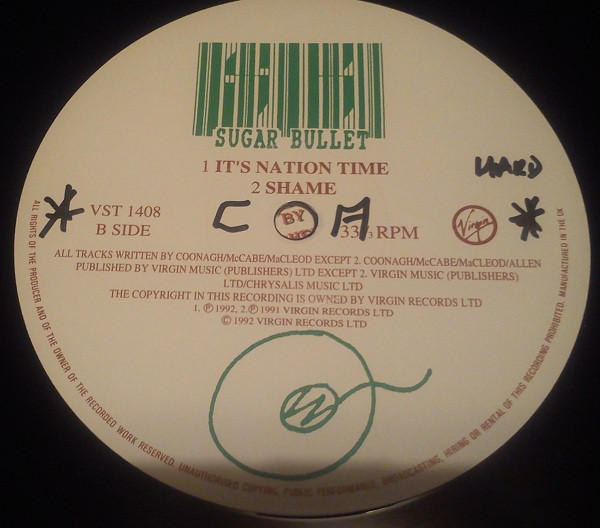 SUGAR BULLET
1 IT'S NATION TIME
2 SHAME
HARD
VST 1408
B SIDE
C
BY
A
33⅓ RPM
Virgin
ALL TRACKS WRITTEN BY COONAGH/McCABE/MaCLEOD EXCEPT 2. COONAGH/McCABE/MaCLEOD/ALLEN
PUBLISHED BY VIRGIN MUSIC (PUBLISHERS) LTD EXCEPT 2. VIRGIN MUSIC (PUBLISHERS)
LTD/CHRYSALIS MUSIC LTD
THE COPYRIGHT IN THIS RECORDING IS OWNED BY VIRGIN RECORDS LTD
1. ℗ 1992, 2.℗ 1991 VIRGIN RECORDS LTD
© 1992 VIRGIN RECORDS LTD
ALL RIGHTS OF THE PRODUCER AND OF THE OWNER OF THE RECORDED WORK RESERVED. UNAUTHORISED COPYING, PUBLIC PERFORMANCE, BROADCASTING, HIRING OR RENTAL OF THIS RECORDING PROHIBITED. MANUFACTURED IN THE UK